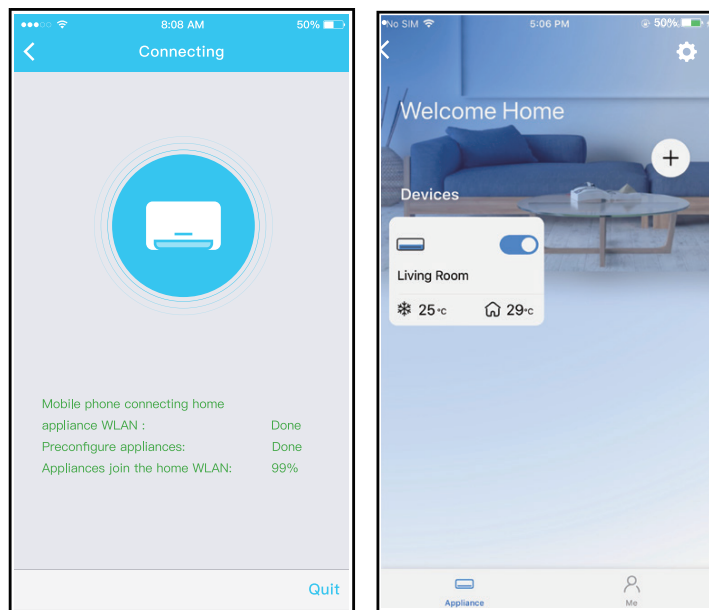 8:08 AM
50%
Connecting
Mobile phone connecting home
appliance WLAN : Done
Preconfigure appliances: Done
Appliances join the home WLAN: 99%
Quit
No SIM
5:06 PM
50%
Welcome Home
+
Devices
Living Room
25°c
29°c
Appliance
Me